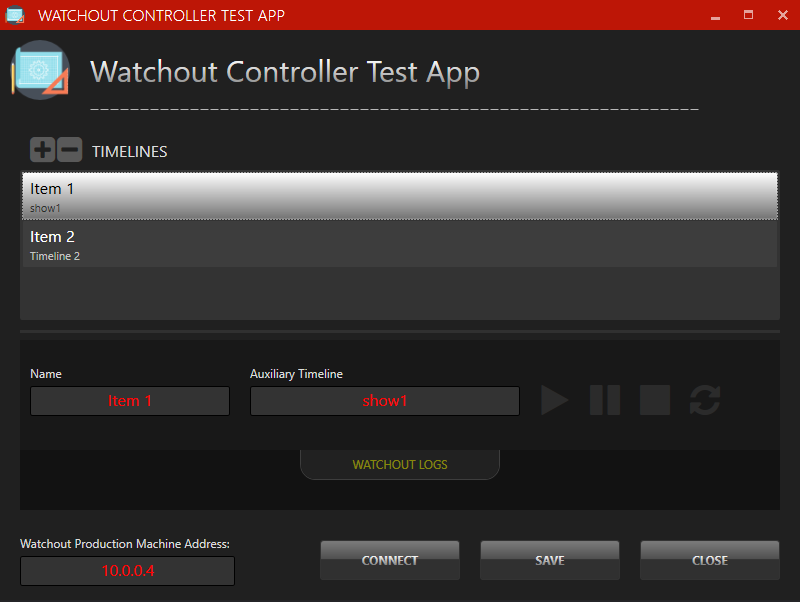 WATCHOUT CONTROLLER TEST APP
Watchout Controller Test App
TIMELINES
Item 1
show1
Item 2
Timeline 2
Name
Auxiliary Timeline
Item 1
show1
WATCHOUT LOGS
Watchout Production Machine Address:
10.0.0.4
CONNECT
SAVE
CLOSE